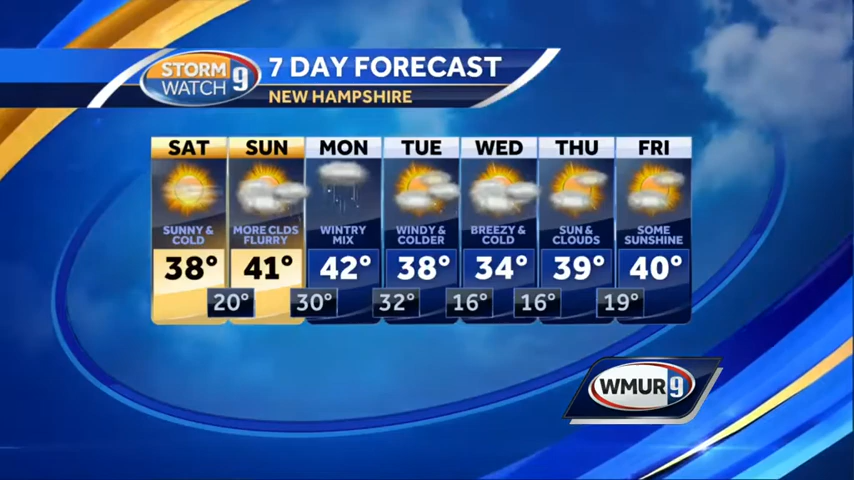 STORM
WATCH 9
7 DAY FORECAST
NEW HAMPSHIRE
SAT SUN MON TUE WED THU FRI
SUNNY & COLD
MORE CLDS FLURRY
WINTRY MIX
WINDY & COLDER
BREEZY & COLD
SUN & CLOUDS
SOME SUNSHINE
38° 41° 42° 38° 34° 39° 40°
20° 30° 32° 16° 16° 19°
WMUR 9